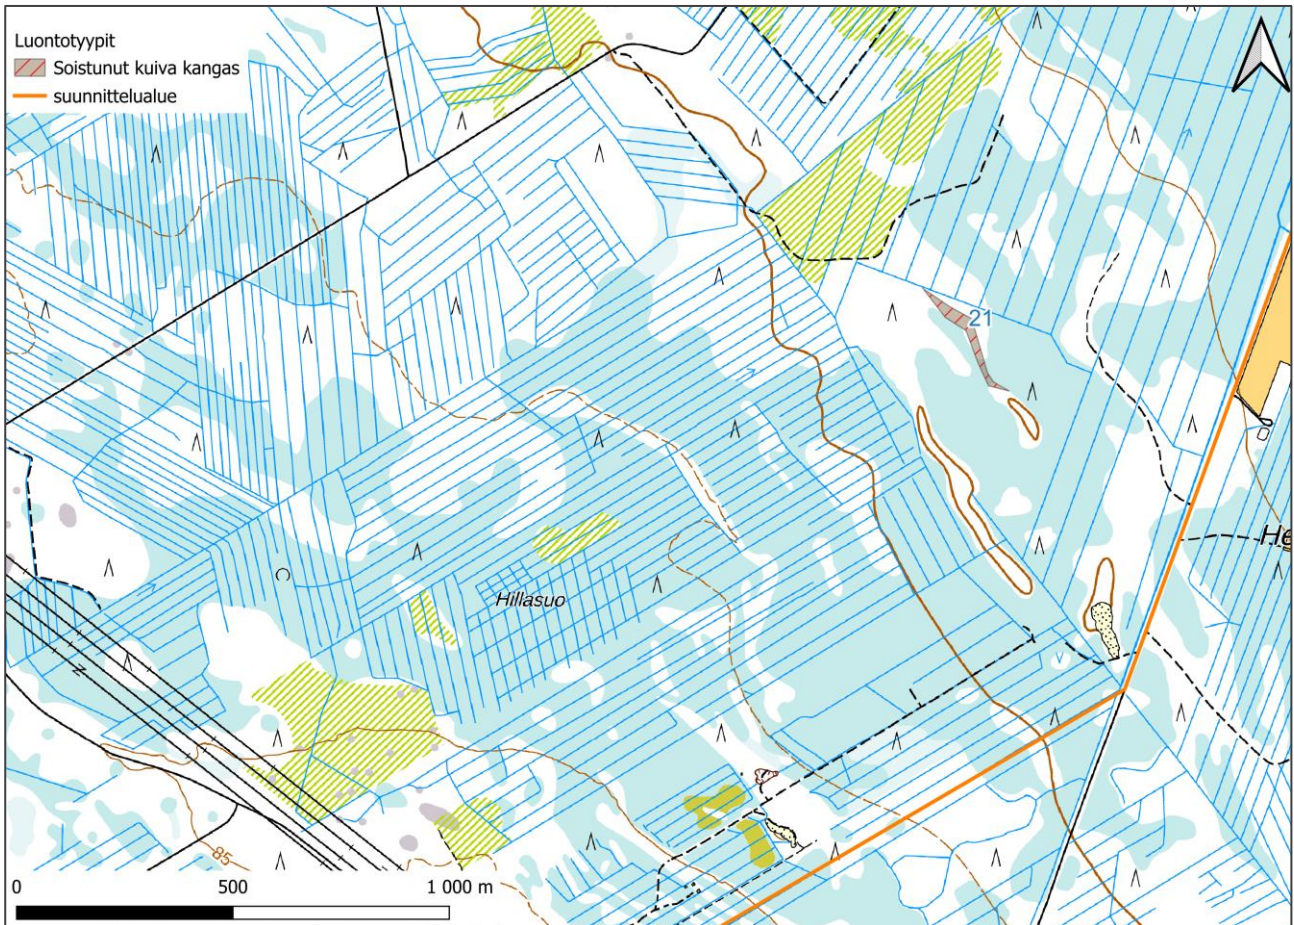 Luontotyypit
Soistunut kuiva kangas
suunnittelualue
21
He
Hillasuo
85
0 500 1 000 m